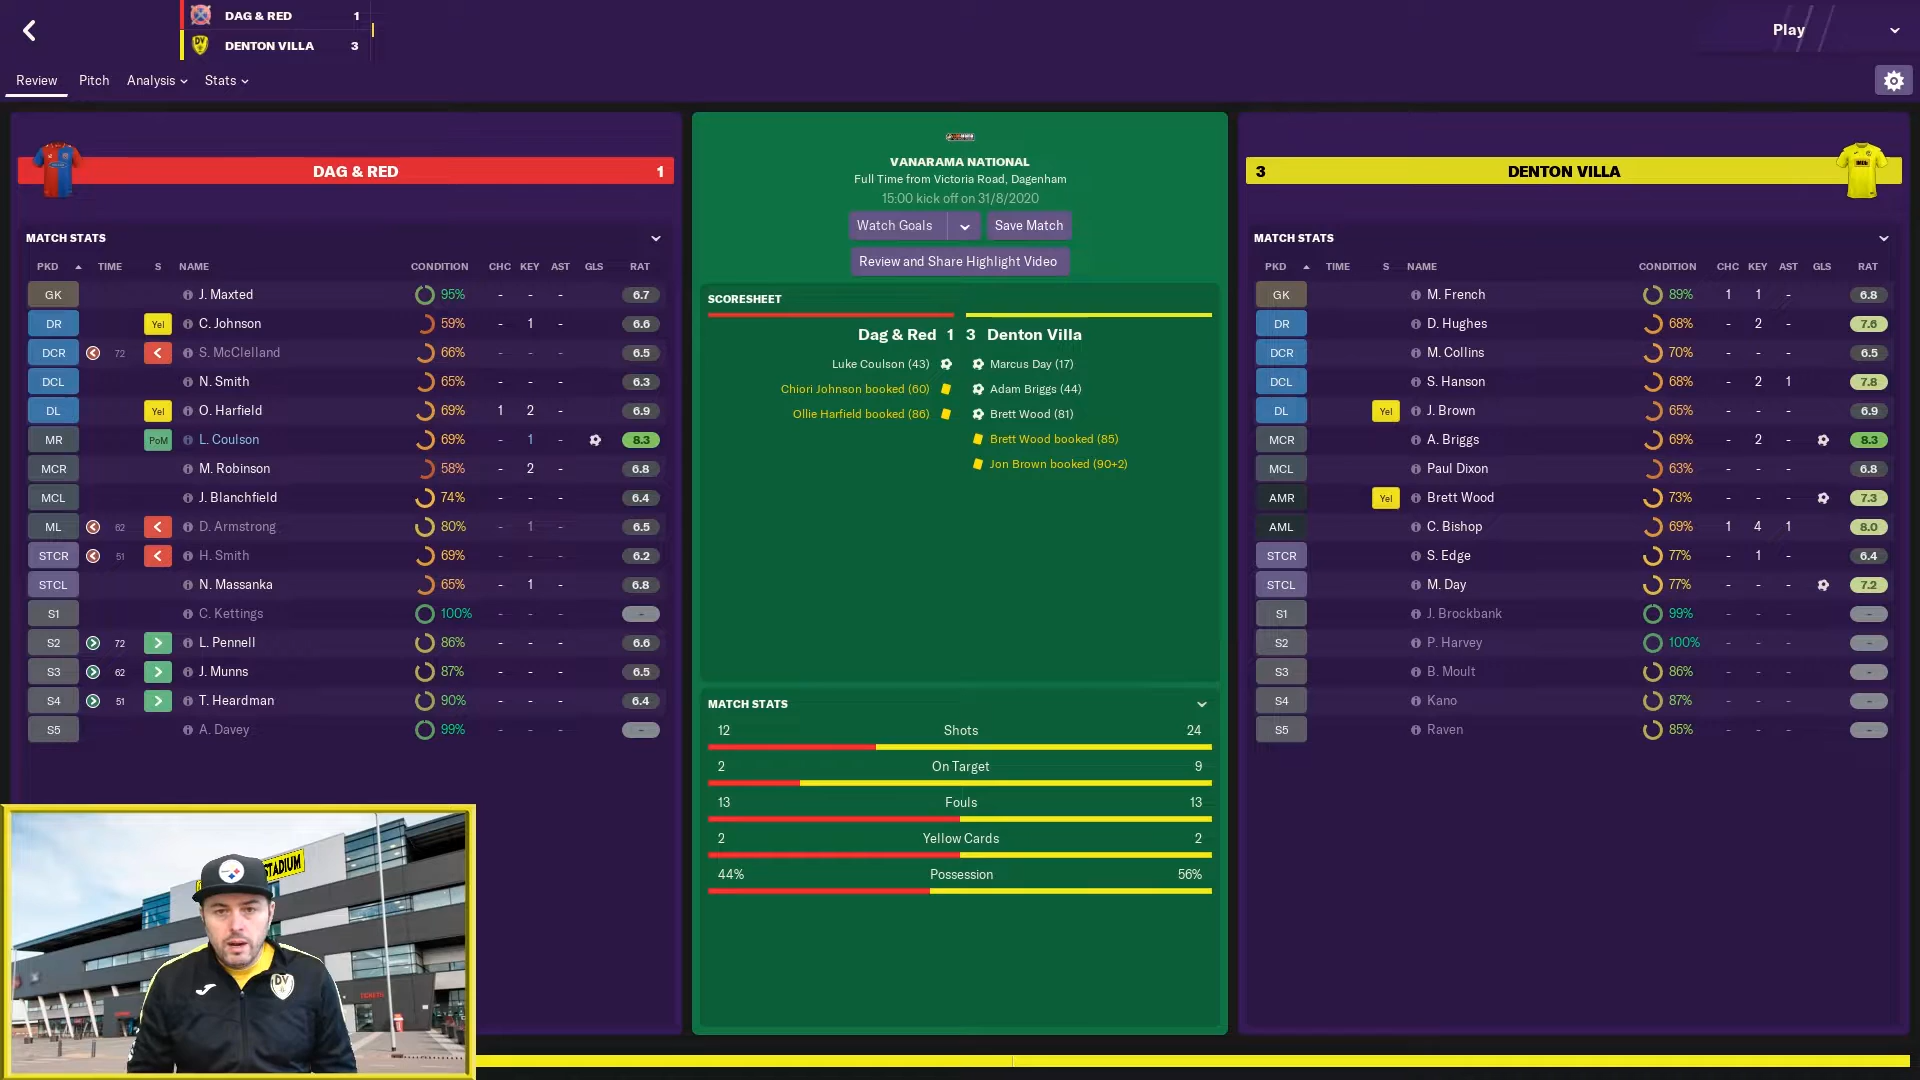 DAG & RED 1
DENTON VILLA 3
Play
Review Pitch Analysis Stats
DAG & RED 1
MATCH STATS
PKD TIME S NAME CONDITION CHC KEY AST GLS RAT
GK J. Maxted 95% - - - 6.7
DR Yel C. Johnson 59% - 1 - 6.6
DCR 72 S. McClelland 66% - - - 6.5
DCL N. Smith 65% - - - 6.3
DL Yel O. Harfield 69% 1 2 - 6.9
MR PoM L. Coulson 69% - 1 - 8.3
MCR M. Robinson 58% - 2 - 6.8
MCL J. Blanchfield 74% - - - 6.4
ML 62 D. Armstrong 80% - 1 - 6.5
STCR 51 H. Smith 69% - - - 6.2
STCL N. Massanka 65% - 1 - 6.8
S1 C. Kettings 100% - - - -
S2 72 L. Pennell 86% - - - 6.6
S3 62 J. Munns 87% - - - 6.5
S4 51 T. Heardman 90% - - - 6.4
S5 A. Davey 99% - - - -
VANARAMA NATIONAL
Full Time from Victoria Road, Dagenham
15:00 kick off on 31/8/2020
Watch Goals Save Match
Review and Share Highlight Video
SCORESHEET
Dag & Red 1 3 Denton Villa
Luke Coulson (43) Marcus Day (17)
Chiori Johnson booked (60) Adam Briggs (44)
Ollie Harfield booked (86) Brett Wood (81)
Brett Wood booked (85)
Jon Brown booked (90+2)
MATCH STATS
12 Shots 24
2 On Target 9
13 Fouls 13
2 Yellow Cards 2
44% Possession 56%
3 DENTON VILLA
MATCH STATS
PKD TIME S NAME CONDITION CHC KEY AST GLS RAT
GK M. French 89% 1 1 - 6.8
DR D. Hughes 68% - 2 - 7.6
DCR M. Collins 70% - - - 6.5
DCL S. Hanson 68% - 2 1 7.8
DL Yel J. Brown 65% - - - 6.9
MCR A. Briggs 69% - 2 - 8.3
MCL Paul Dixon 63% - - - 6.8
AMR Yel Brett Wood 73% - - - 7.3
AML C. Bishop 69% 1 4 1 8.0
STCR S. Edge 77% - 1 - 6.4
STCL M. Day 77% - - - 7.2
S1 J. Brockbank 99% - - - -
S2 P. Harvey 100% - - - -
S3 B. Moult 86% - - - -
S4 Kano 87% - - - -
S5 Raven 85% - - - -
STADIUM
DV
TICKETS